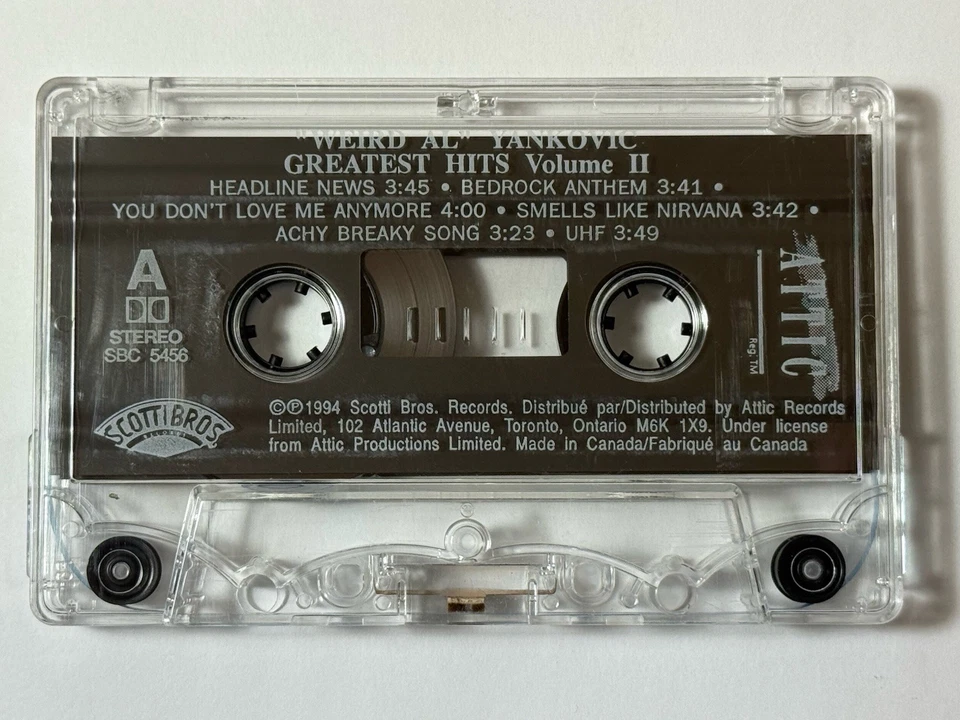 "WEIRD AL" YANKOVIC
GREATEST HITS Volume II
HEADLINE NEWS 3:45 • BEDROCK ANTHEM 3:41 •
YOU DON'T LOVE ME ANYMORE 4:00 • SMELLS LIKE NIRVANA 3:42 •
ACHY BREAKY SONG 3:23 • UHF 3:49
A
STEREO
SBC 5456
ATTIC
Reg. TM
SCOTTI BROS.
RECORDS
©℗1994 Scotti Bros. Records. Distribué par/Distributed by Attic Records
Limited, 102 Atlantic Avenue, Toronto, Ontario M6K 1X9. Under license
from Attic Productions Limited. Made in Canada/Fabriqué au Canada